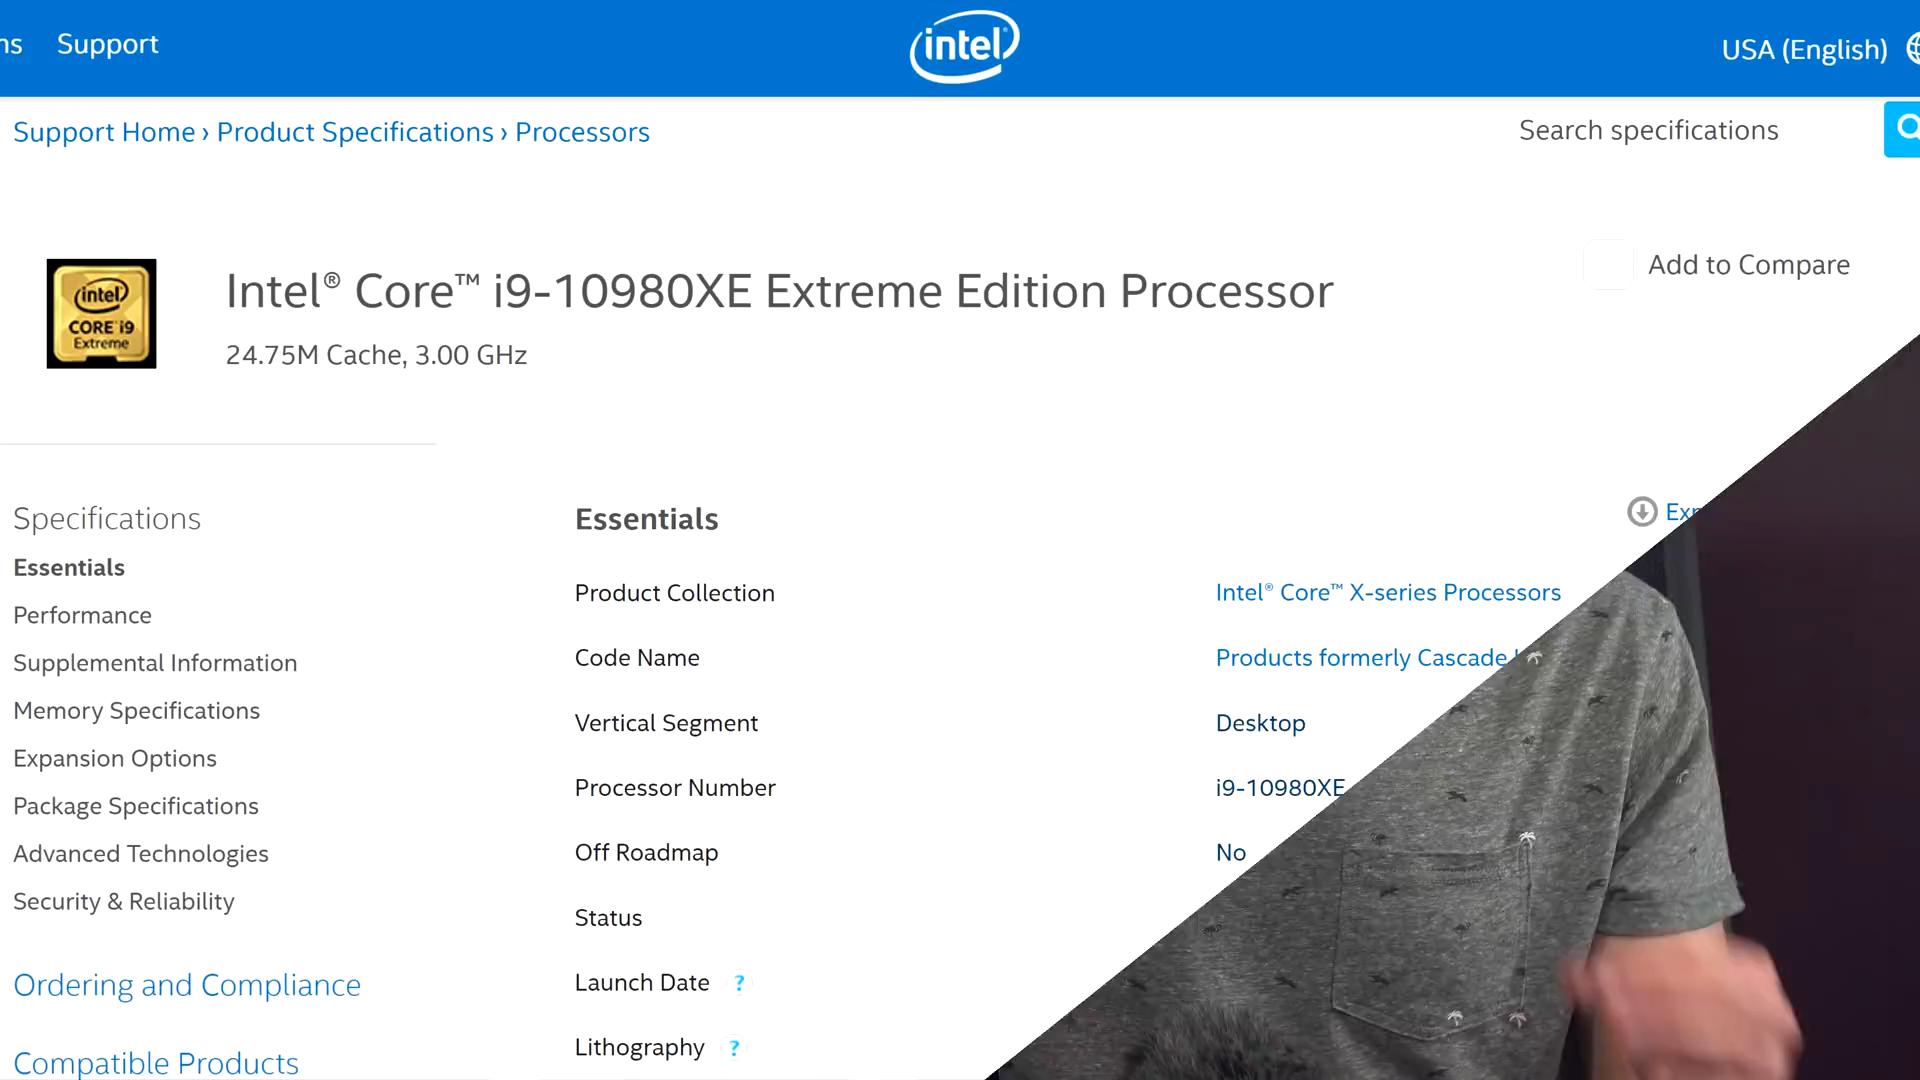 ns Support intel USA (English)
Support Home › Product Specifications › Processors Search specifications
Intel® Core™ i9-10980XE Extreme Edition Processor Add to Compare
intel
CORE i9
Extreme
24.75M Cache, 3.00 GHz
Specifications
Essentials
Performance
Supplemental Information
Memory Specifications
Expansion Options
Package Specifications
Advanced Technologies
Security & Reliability
Ordering and Compliance
Compatible Products
Essentials
Product Collection Intel® Core™ X-series Processors
Code Name Products formerly Cascade
Vertical Segment Desktop
Processor Number i9-10980XE
Off Roadmap No
Status
Launch Date ?
Lithography ?